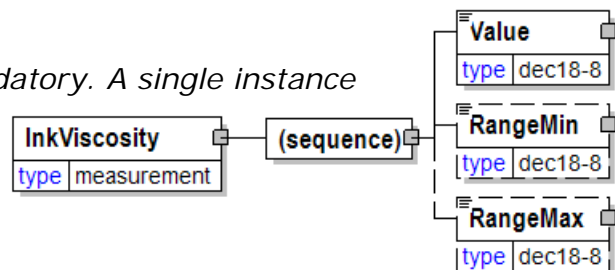 Value
type dec18-8
datory. A single instance
InkViscosity
type measurement
(sequence)
RangeMin
type dec18-8
RangeMax
type dec18-8